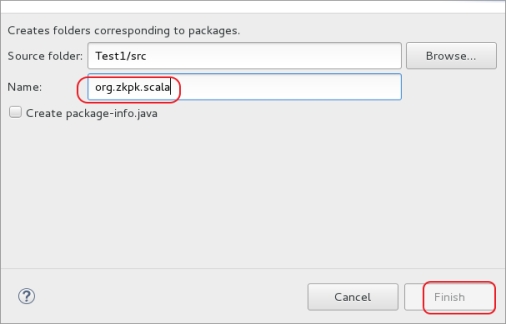 Creates folders corresponding to packages.
Source folder: Test1/src Browse...
Name: org.zkpk.scala
Create package-info.java
? Cancel Finish